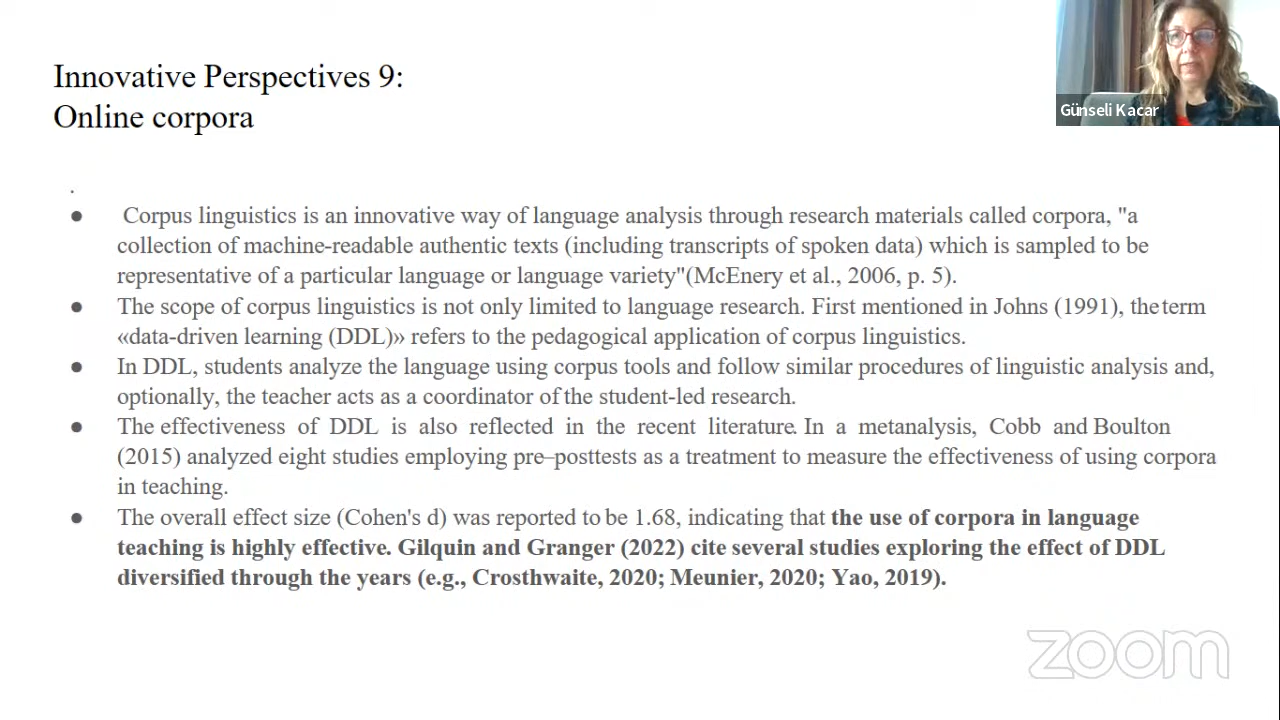 Innovative Perspectives 9:
Online corpora
Günseli Kacar
.
● Corpus linguistics is an innovative way of language analysis through research materials called corpora, "a
collection of machine-readable authentic texts (including transcripts of spoken data) which is sampled to be
representative of a particular language or language variety"(McEnery et al., 2006, p. 5).
● The scope of corpus linguistics is not only limited to language research. First mentioned in Johns (1991), the term
«data-driven learning (DDL)» refers to the pedagogical application of corpus linguistics.
● In DDL, students analyze the language using corpus tools and follow similar procedures of linguistic analysis and,
optionally, the teacher acts as a coordinator of the student-led research.
● The effectiveness of DDL is also reflected in the recent literature. In a metanalysis, Cobb and Boulton
(2015) analyzed eight studies employing pre–posttests as a treatment to measure the effectiveness of using corpora
in teaching.
● The overall effect size (Cohen's d) was reported to be 1.68, indicating that the use of corpora in language
teaching is highly effective. Gilquin and Granger (2022) cite several studies exploring the effect of DDL
diversified through the years (e.g., Crosthwaite, 2020; Meunier, 2020; Yao, 2019).
zoom